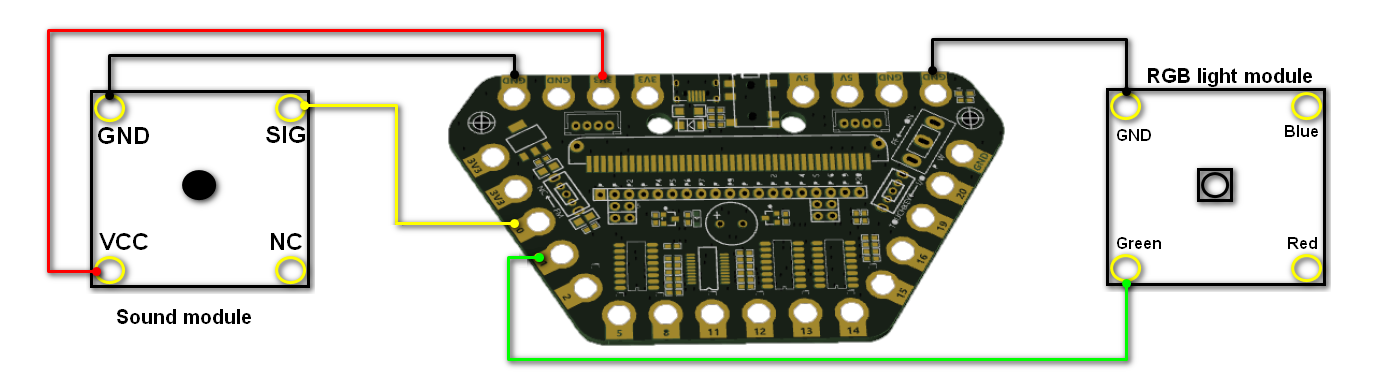 RGB light module
GND GND 3V3 3V3 5V 5V GND GND
GND
SIG
GND
Blue
3V3
GND
3V3
20
0
19
VCC
NC
Green
Red
16
2
15
5
8
11
12
13
14
Sound module